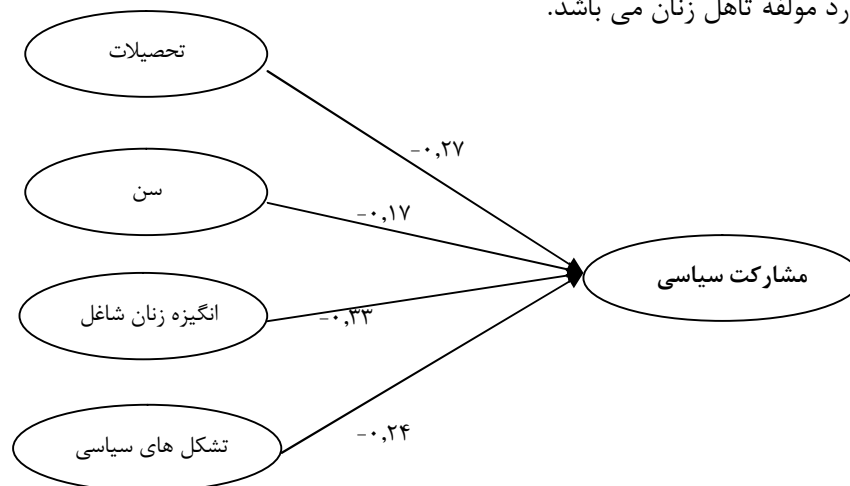 رد مولفه تاهل زنان می باشد.
تحصیلات
-۰,۲۷
سن
-۰,۱۷
مشارکت سیاسی
انگیزه زنان شاغل
-۰,۳۳
تشکل های سیاسی
-۰,۲۴